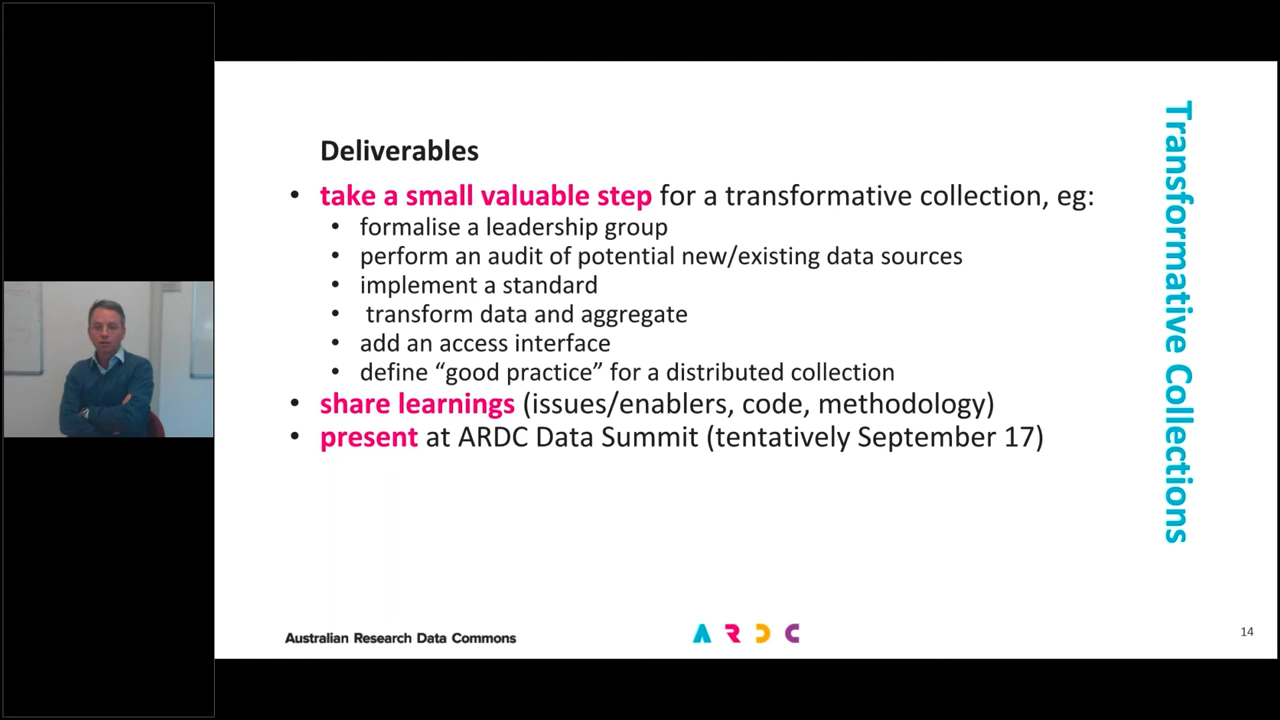 Deliverables
• take a small valuable step for a transformative collection, eg:
• formalise a leadership group
• perform an audit of potential new/existing data sources
• implement a standard
• transform data and aggregate
• add an access interface
• define “good practice” for a distributed collection
• share learnings (issues/enablers, code, methodology)
• present at ARDC Data Summit (tentatively September 17)
Transformative Collections
Australian Research Data Commons
ARDC
14